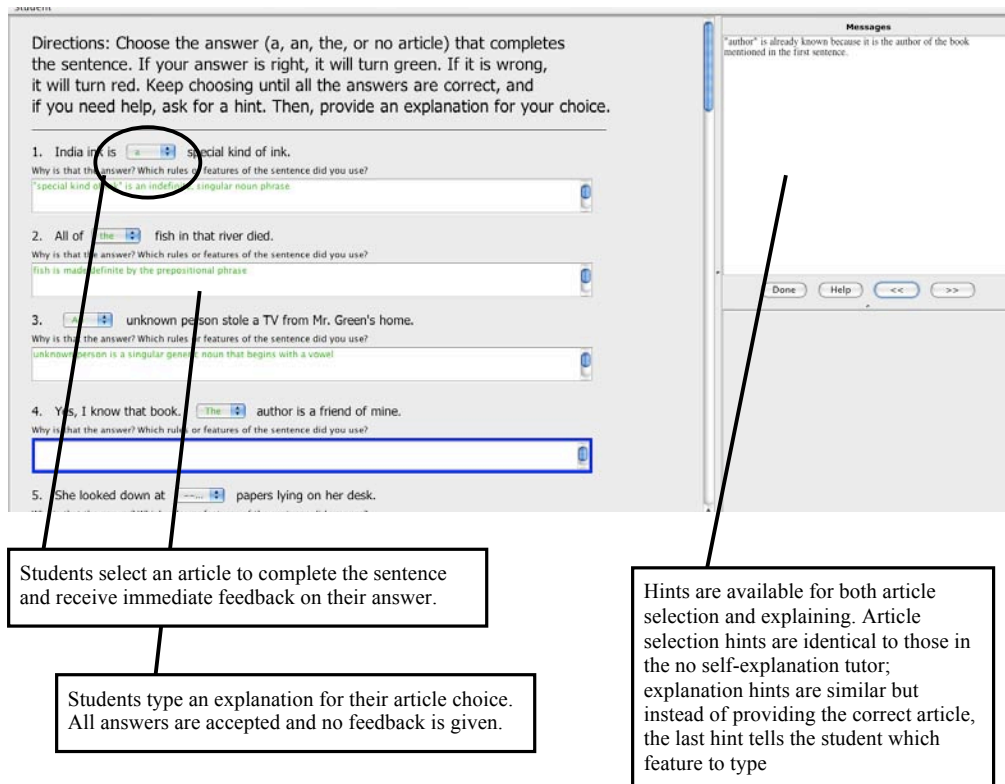 Student
Directions: Choose the answer (a, an, the, or no article) that completes
the sentence. If your answer is right, it will turn green. If it is wrong,
it will turn red. Keep choosing until all the answers are correct, and
if you need help, ask for a hint. Then, provide an explanation for your choice.
1. India ink is a special kind of ink.
Why is that the answer? Which rules or features of the sentence did you use?
"special kind of ink" is an indefinite, singular noun phrase
2. All of the fish in that river died.
Why is that the answer? Which rules or features of the sentence did you use?
fish is made definite by the prepositional phrase
3. An unknown person stole a TV from Mr. Green's home.
Why is that the answer? Which rules or features of the sentence did you use?
unknown person is a singular generic noun that begins with a vowel
4. Yes, I know that book. The author is a friend of mine.
Why is that the answer? Which rules or features of the sentence did you use?
5. She looked down at --... papers lying on her desk.
Messages
"author" is already known because it is the author of the book
mentioned in the first sentence.
Done Help << >>
Students select an article to complete the sentence
and receive immediate feedback on their answer.
Students type an explanation for their article choice.
All answers are accepted and no feedback is given.
Hints are available for both article
selection and explaining. Article
selection hints are identical to those in
the no self-explanation tutor;
explanation hints are similar but
instead of providing the correct article,
the last hint tells the student which
feature to type